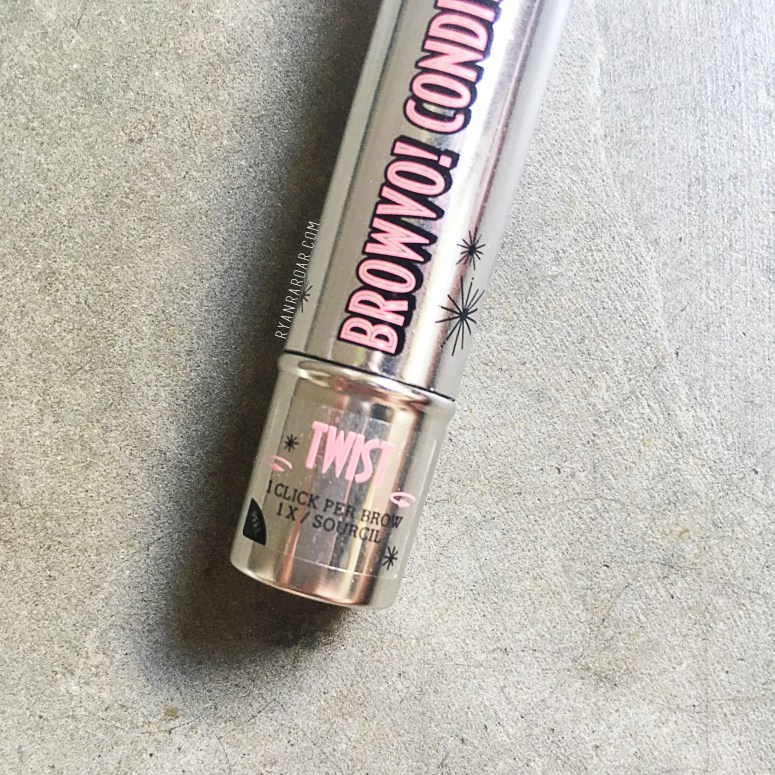 BROWVO! CONDI
RYANRARDAR.COM
TWIST
1 CLICK PER BROW
1 X / SOURCIL